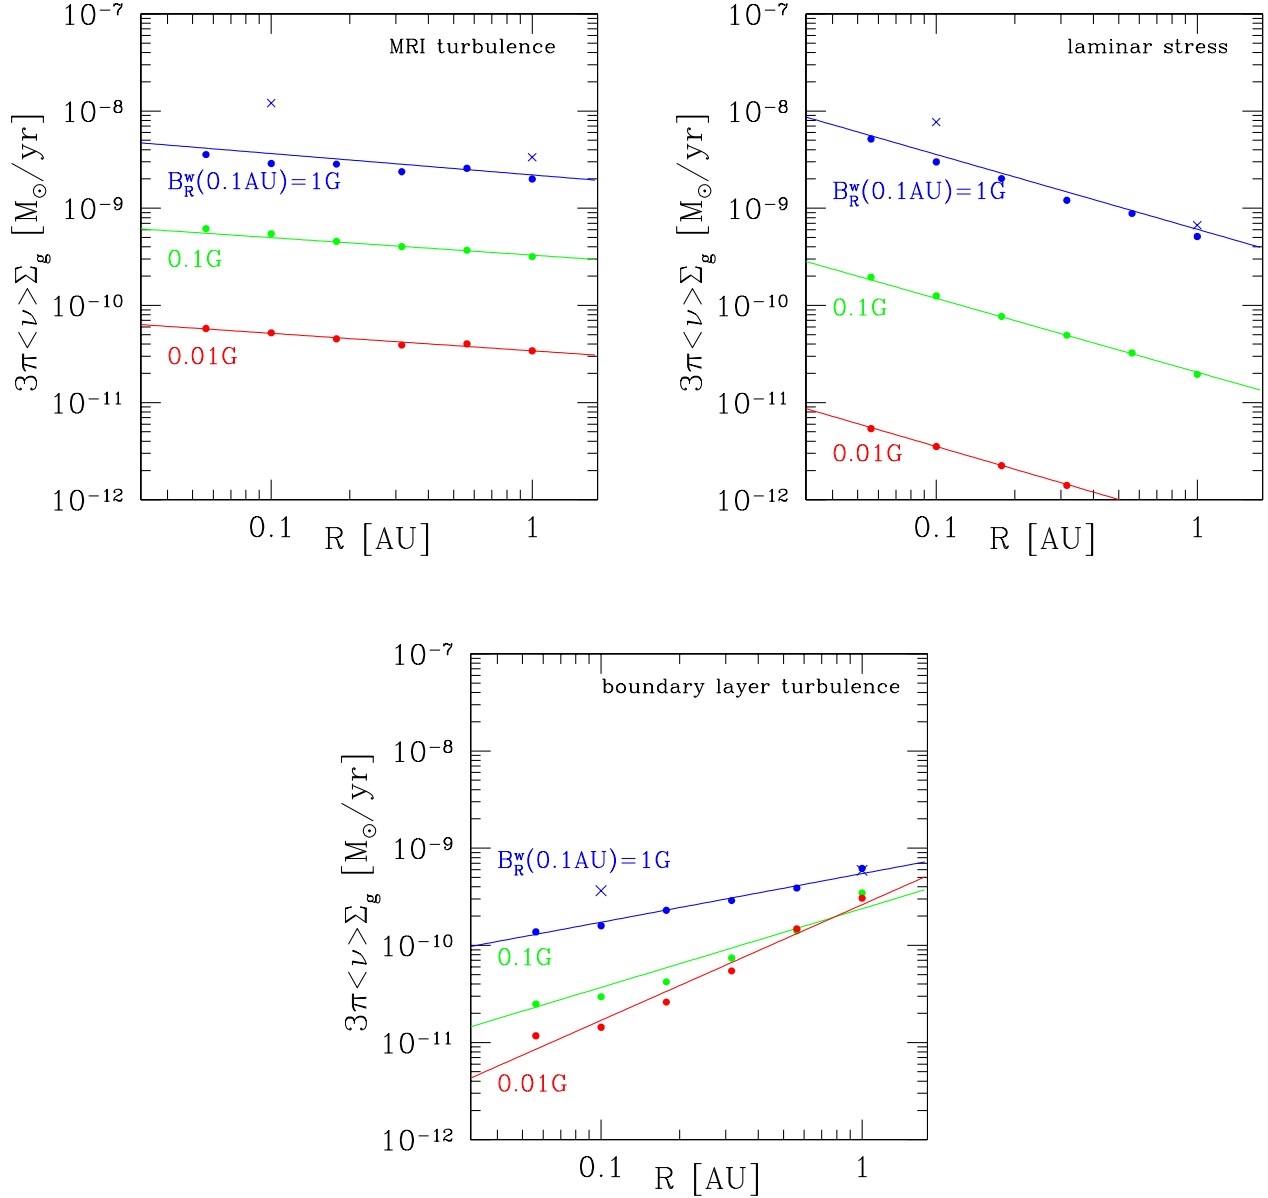 10⁻⁷
MRI turbulence
10⁻⁸
B_R^w(0.1AU)=1G
10⁻⁹
0.1G
10⁻¹⁰
0.01G
10⁻¹¹
10⁻¹²
3π<ν>Σ_g [M_⊙/yr]
0.1 1
R [AU]
10⁻⁷
laminar stress
10⁻⁸
B_R^w(0.1AU)=1G
10⁻⁹
10⁻¹⁰
0.1G
10⁻¹¹
0.01G
10⁻¹²
3π<ν>Σ_g [M_⊙/yr]
0.1 1
R [AU]
10⁻⁷
boundary layer turbulence
10⁻⁸
10⁻⁹
B_R^w(0.1AU)=1G
10⁻¹⁰
0.1G
10⁻¹¹
0.01G
10⁻¹²
3π<ν>Σ_g [M_⊙/yr]
0.1 1
R [AU]